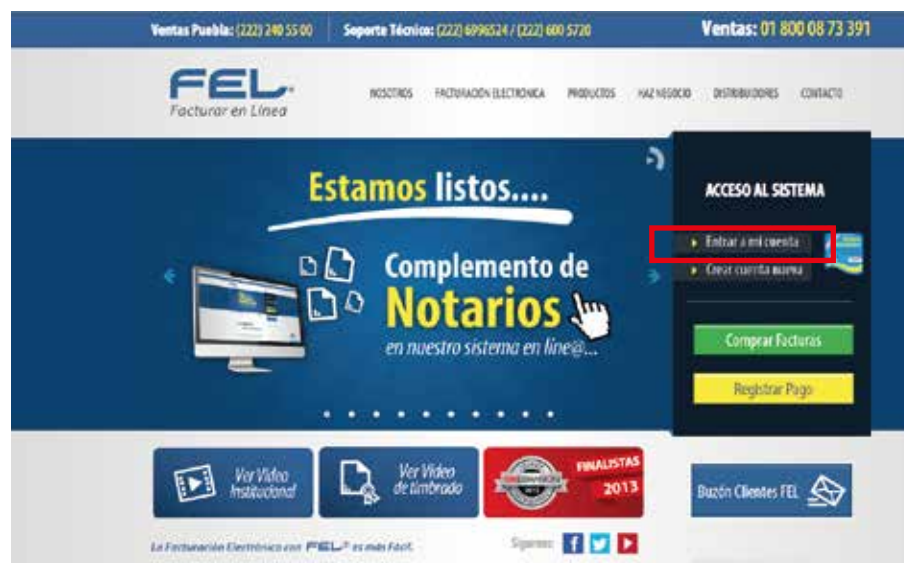 Ventas Puebla: (222) 240 55 00
Soporte Técnico: (222) 6996524 / (222) 600 5720
Ventas: 01 800 08 73 391
FEL
Facturar en Línea
NOSOTROS FACTURACIÓN ELECTRÓNICA PRODUCTOS HAZ NEGOCIO DISTRIBUIDORES CONTACTO
Estamos listos....
Complemento de
Notarios
en nuestro sistema en líne@...
ACCESO AL SISTEMA
Entrar a mi cuenta
Crear cuenta nueva
Comprar Facturas
Registrar Pago
Ver Video
Institucional
Ver Video
de timbrado
FINALISTAS
2013
Buzón Clientes FEL
La Facturación Electrónica con FEL es más Fácil.
Síguenos: